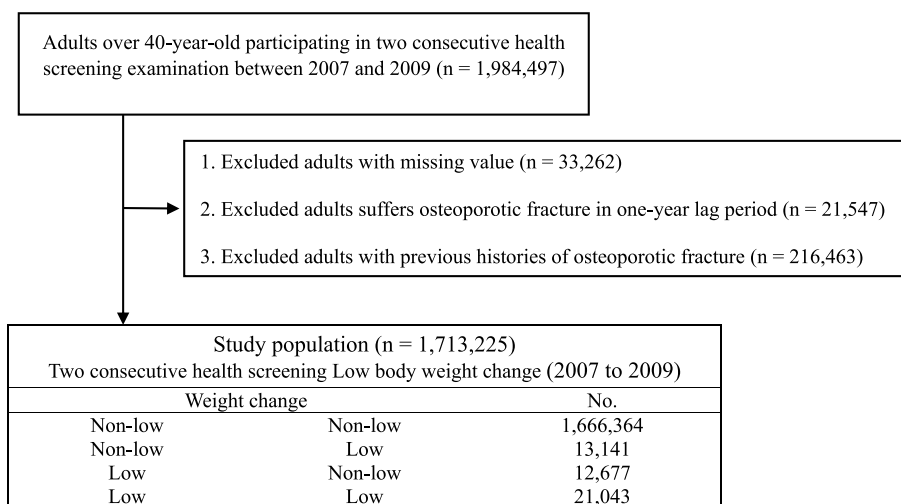 Adults over 40-year-old participating in two consecutive health
screening examination between 2007 and 2009 (n = 1,984,497)
1. Excluded adults with missing value (n = 33,262)
2. Excluded adults suffers osteoporotic fracture in one-year lag period (n = 21,547)
3. Excluded adults with previous histories of osteoporotic fracture (n = 216,463)
Study population (n = 1,713,225)
Two consecutive health screening Low body weight change (2007 to 2009)
Weight change No.
Non-low Non-low 1,666,364
Non-low Low 13,141
Low Non-low 12,677
Low Low 21,043